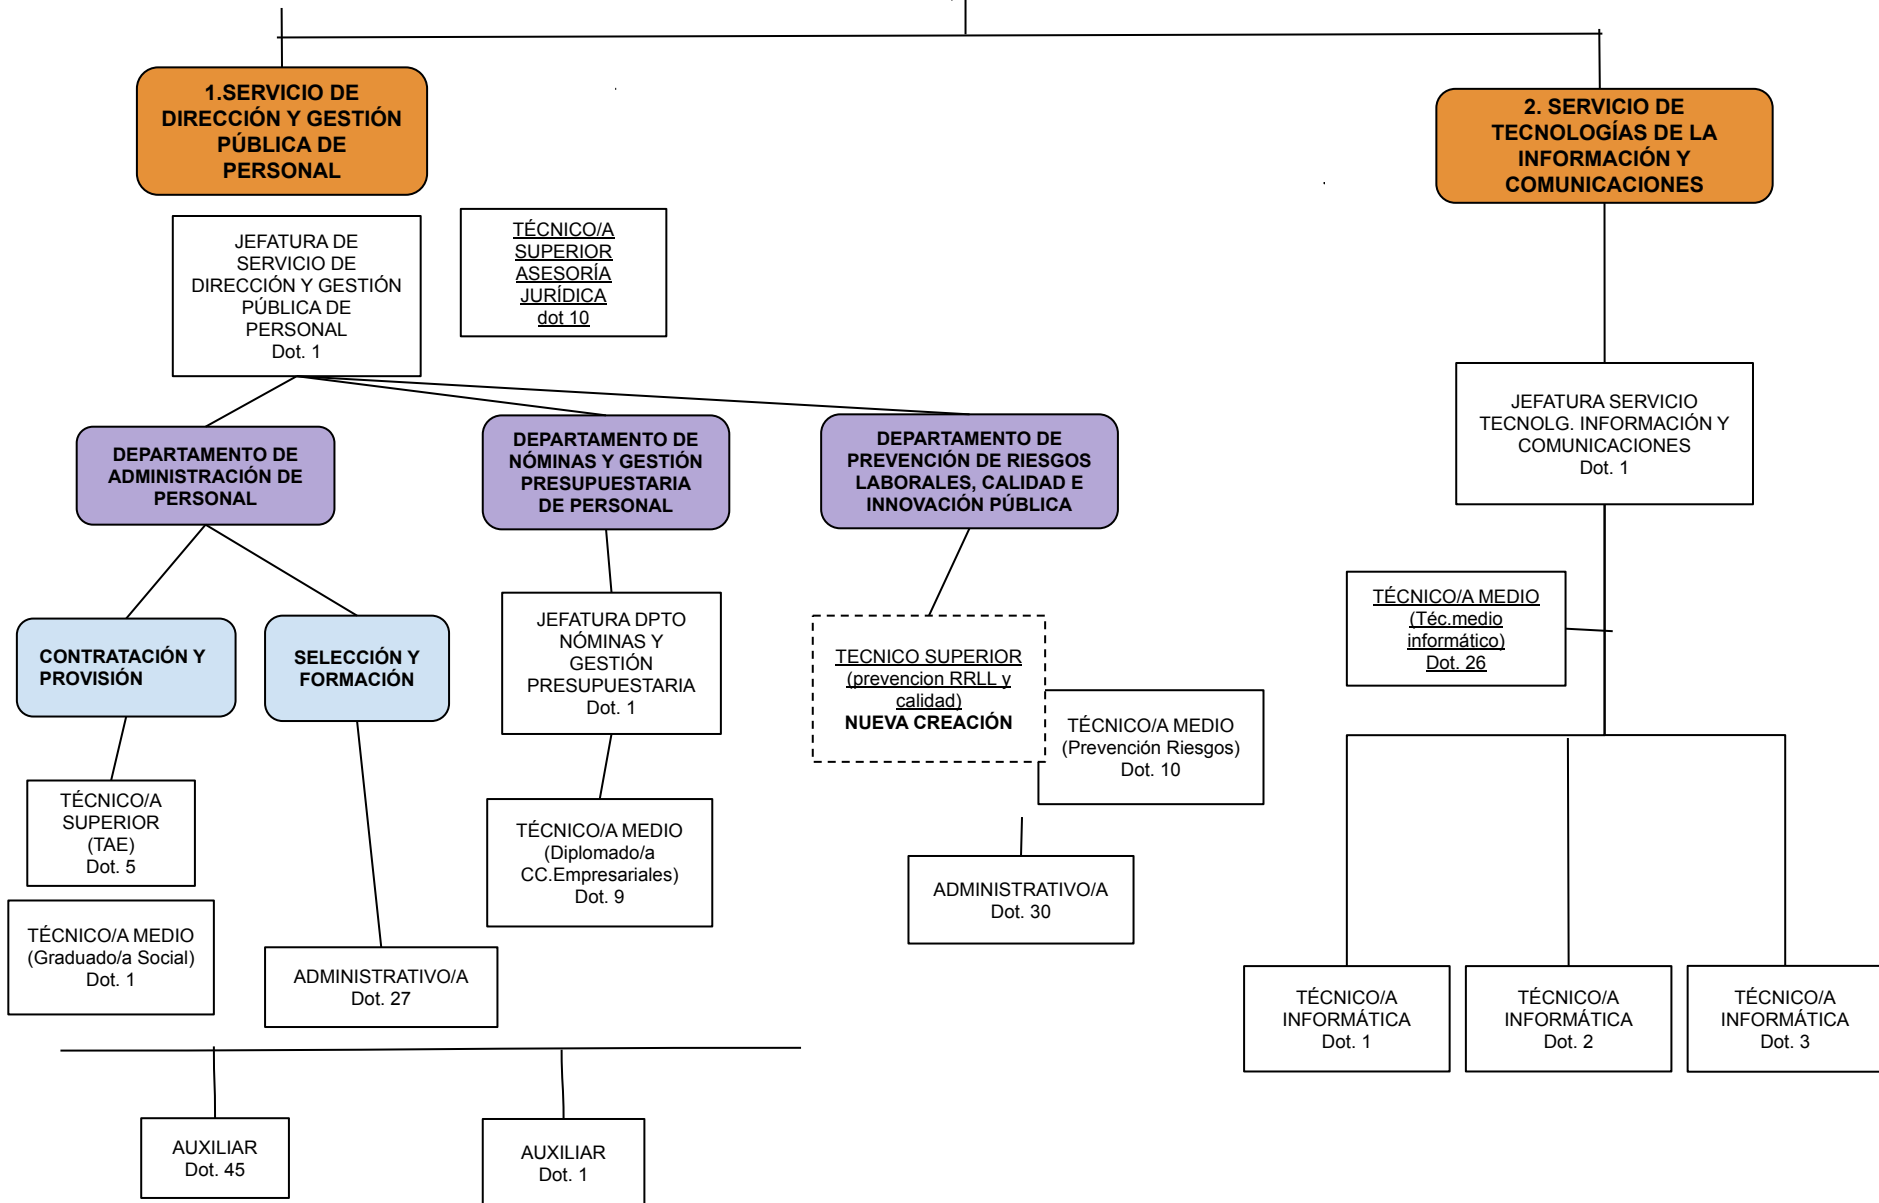 1.SERVICIO DE
DIRECCIÓN Y GESTIÓN
PÚBLICA DE
PERSONAL
2. SERVICIO DE
TECNOLOGÍAS DE LA
INFORMACIÓN Y
COMUNICACIONES
JEFATURA DE
SERVICIO DE
DIRECCIÓN Y GESTIÓN
PÚBLICA DE
PERSONAL
Dot. 1
TÉCNICO/A
SUPERIOR
ASESORÍA
JURÍDICA
dot 10
JEFATURA SERVICIO
TECNOLG. INFORMACIÓN Y
COMUNICACIONES
Dot. 1
DEPARTAMENTO DE
ADMINISTRACIÓN DE
PERSONAL
DEPARTAMENTO DE
NÓMINAS Y GESTIÓN
PRESUPUESTARIA
DE PERSONAL
DEPARTAMENTO DE
PREVENCIÓN DE RIESGOS
LABORALES, CALIDAD E
INNOVACIÓN PÚBLICA
TÉCNICO/A MEDIO
(Téc.medio
informático)
Dot. 26
CONTRATACIÓN Y
PROVISIÓN
SELECCIÓN Y
FORMACIÓN
JEFATURA DPTO
NÓMINAS Y
GESTIÓN
PRESUPUESTARIA
Dot. 1
TECNICO SUPERIOR
(prevencion RRLL y
calidad)
NUEVA CREACIÓN
TÉCNICO/A MEDIO
(Prevención Riesgos)
Dot. 10
TÉCNICO/A
SUPERIOR
(TAE)
Dot. 5
TÉCNICO/A MEDIO
(Diplomado/a
CC.Empresariales)
Dot. 9
ADMINISTRATIVO/A
Dot. 30
TÉCNICO/A MEDIO
(Graduado/a Social)
Dot. 1
ADMINISTRATIVO/A
Dot. 27
TÉCNICO/A
INFORMÁTICA
Dot. 1
TÉCNICO/A
INFORMÁTICA
Dot. 2
TÉCNICO/A
INFORMÁTICA
Dot. 3
AUXILIAR
Dot. 45
AUXILIAR
Dot. 1